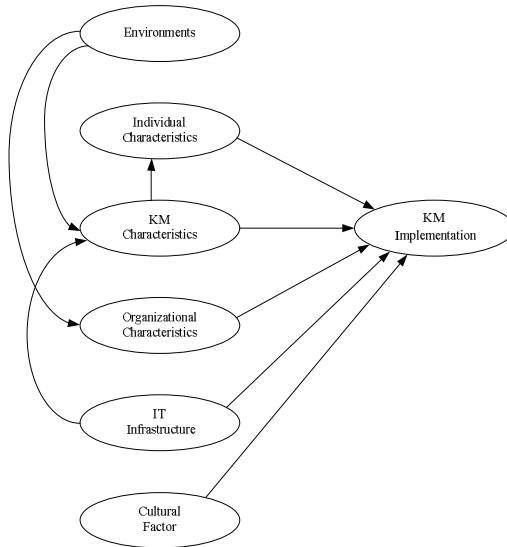 Environments
Individual
Characteristics
KM
Characteristics
KM
Implementation
Organizational
Characteristics
IT
Infrastructure
Cultural
Factor